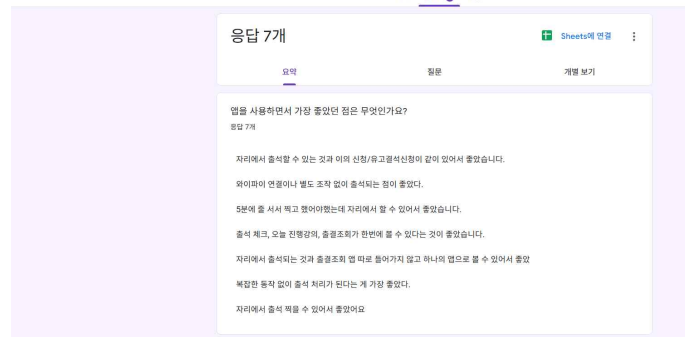 응답 7개
Sheets에 연결
요약
질문
개별 보기
앱을 사용하면서 가장 좋았던 점은 무엇인가요?
응답 7개
자리에서 출석할 수 있는 것과 이의 신청/유고결석신청이 같이 있어서 좋았습니다.
와이파이 연결이나 별도 조작 없이 출석되는 점이 좋았다.
5분에 줄 서서 찍고 했어야했는데 자리에서 할 수 있어서 좋았습니다.
출석 체크, 오늘 진행강의, 출결조회가 한번에 볼 수 있다는 것이 좋았습니다.
자리에서 출석되는 것과 출결조회 앱 따로 들어가지 않고 하나의 앱으로 볼 수 있어서 좋았
복잡한 동작 없이 출석 처리가 된다는 게 가장 좋았다.
자리에서 출석 찍을 수 있어서 좋았어요